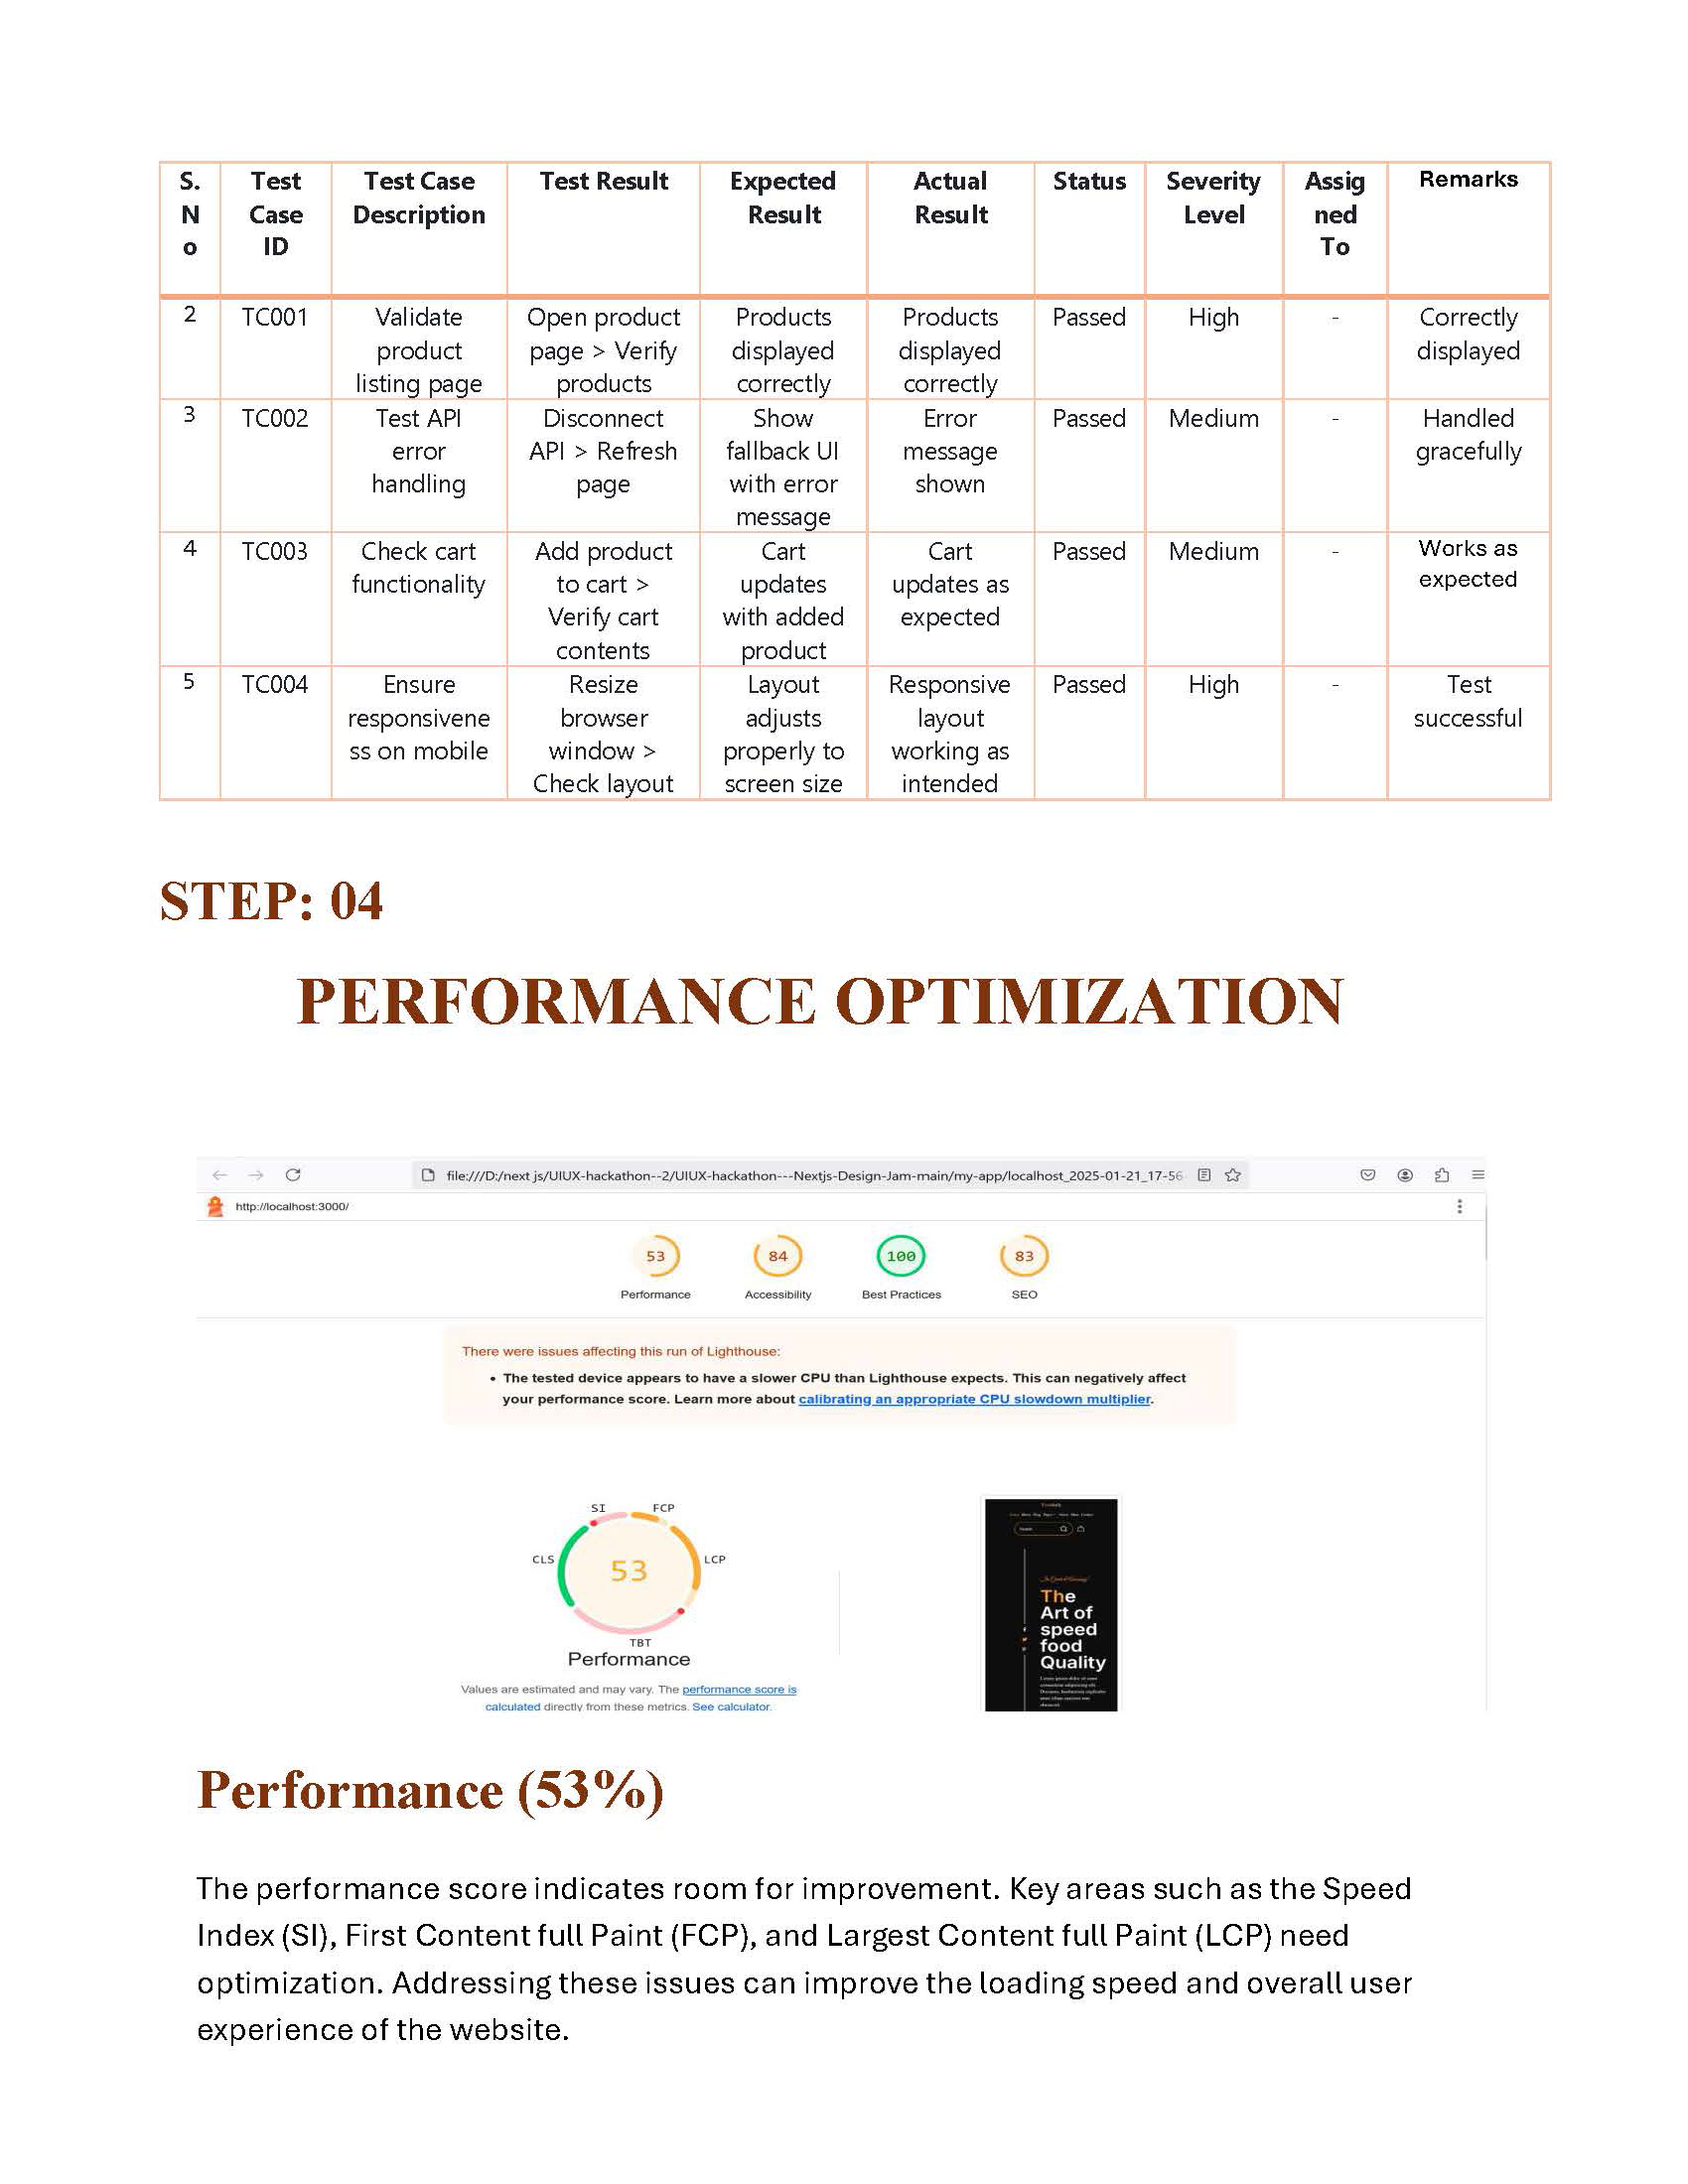 S. N o	Test Case ID	Test Case Description	Test Result	Expected Result	Actual Result	Status	Severity Level	Assig ned To	Remarks
2	TC001	Validate product listing page	Open product page > Verify products	Products displayed correctly	Products displayed correctly	Passed	High	-	Correctly displayed
3	TC002	Test API error handling	Disconnect API > Refresh page	Show fallback UI with error message	Error message shown	Passed	Medium	-	Handled gracefully
4	TC003	Check cart functionality	Add product to cart > Verify cart contents	Cart updates with added product	Cart updates as expected	Passed	Medium	-	Works as expected
5	TC004	Ensure responsivene ss on mobile	Resize browser window > Check layout	Layout adjusts properly to screen size	Responsive layout working as intended	Passed	High	-	Test successful
STEP: 04
PERFORMANCE OPTIMIZATION
file:///D:/next js/UIUX-hackathon--2/UIUX-hackathon---Nextjs-Design-Jam-main/my-app/localhost_2025-01-21_17-56
http://localhost:3000/
53 84 100 83
Performance Accessibility Best Practices SEO
There were issues affecting this run of Lighthouse:
• The tested device appears to have a slower CPU than Lighthouse expects. This can negatively affect
your performance score. Learn more about calibrating an appropriate CPU slowdown multiplier.
SI FCP
CLS LCP
53
TBT
Performance
Values are estimated and may vary. The performance score is
calculated directly from these metrics. See calculator.
The
Art of
speed
food
Quality
Performance (53%)
The performance score indicates room for improvement. Key areas such as the Speed
Index (SI), First Content full Paint (FCP), and Largest Content full Paint (LCP) need
optimization. Addressing these issues can improve the loading speed and overall user
experience of the website.